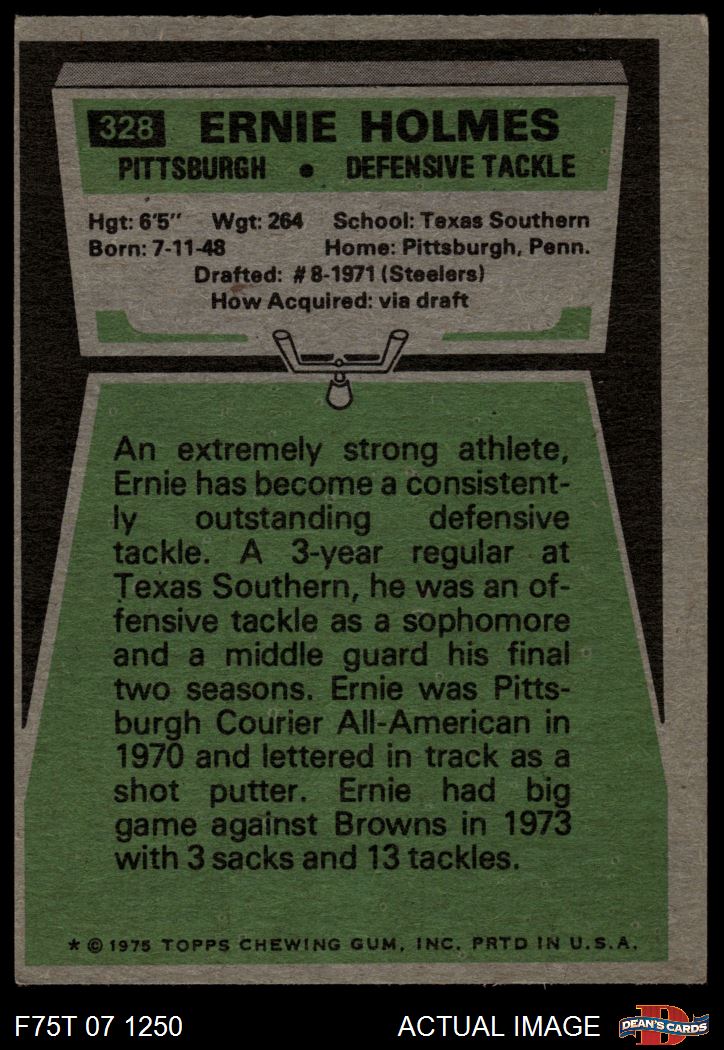 328 ERNIE HOLMES
PITTSBURGH • DEFENSIVE TACKLE
Hgt: 6'5" Wgt: 264 School: Texas Southern
Born: 7-11-48 Home: Pittsburgh, Penn.
Drafted: #8-1971 (Steelers)
How Acquired: via draft
An extremely strong athlete,
Ernie has become a consistent-
ly outstanding defensive
tackle. A 3-year regular at
Texas Southern, he was an of-
fensive tackle as a sophomore
and a middle guard his final
two seasons. Ernie was Pitts-
burgh Courier All-American in
1970 and lettered in track as a
shot putter. Ernie had big
game against Browns in 1973
with 3 sacks and 13 tackles.
* © 1975 TOPPS CHEWING GUM, INC. PRTD IN U.S.A.
F75T 07 1250 ACTUAL IMAGE DEAN'S CARDS